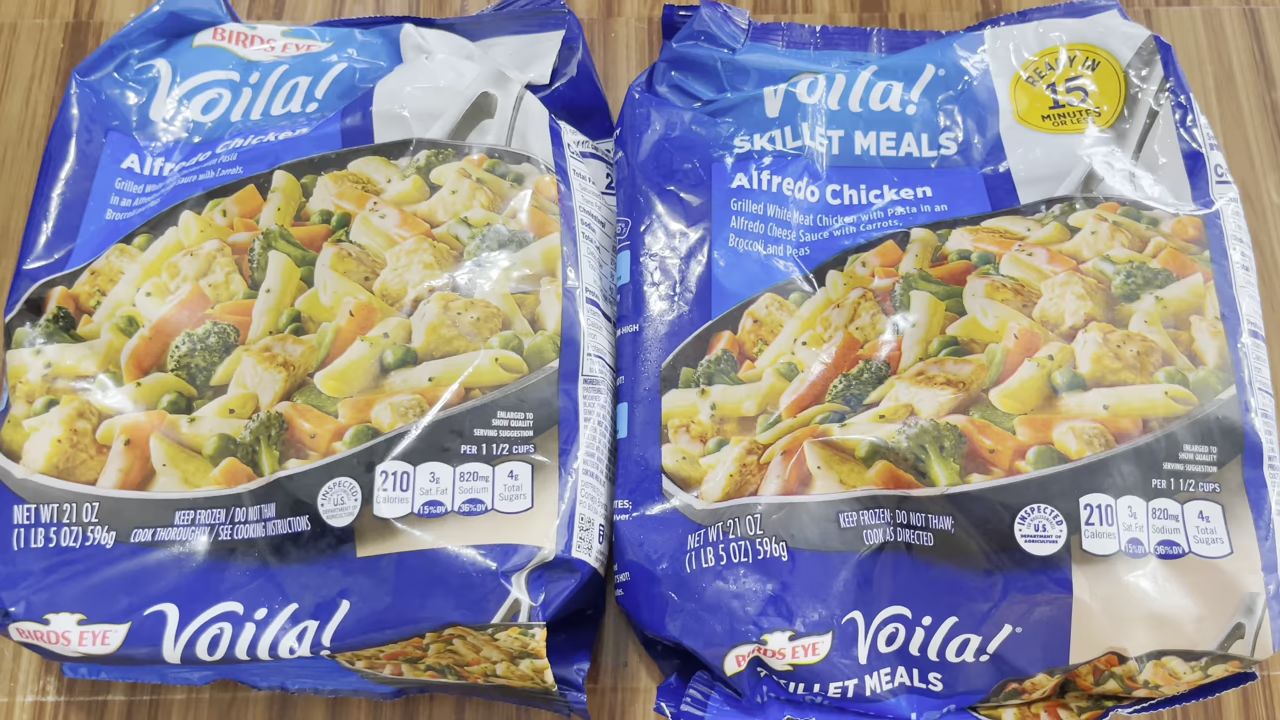 BIRDS EYE
Voila!
Alfredo Chicken
Grilled
in an
Sauce with Carrots,
Pasta
210
Calories
3g
Sat. Fat
15%DV
820mg
Sodium
36%DV
4g
Total
Sugars
ENLARGED TO
SHOW QUALITY
SERVING SUGGESTION
PER 1 1/2 CUPS
INSPECTED
U.S.
DEPARTMENT OF
AGRICULTURE
NET WT 21 OZ
(1 LB 5 OZ) 596g
KEEP FROZEN / DO NOT THAW
COOK THOROUGHLY / SEE COOKING INSTRUCTIONS
BIRDS EYE
Voila!
Voila!
SKILLET MEALS
READY IN
15
MINUTES
OR LESS
Alfredo Chicken
Grilled White Meat Chicken with Pasta in an
Alfredo Cheese Sauce with Carrots,
Broccoli and Peas
ENLARGED TO
SHOW QUALITY
SERVING SUGGESTION
PER 1 1/2 CUPS
210
Calories
3g
Sat. Fat
15%DV
820mg
Sodium
36%DV
4g
Total
Sugars
INSPECTED
U.S.
DEPARTMENT OF
AGRICULTURE
NET WT 21 OZ
(1 LB 5 OZ) 596g
KEEP FROZEN; DO NOT THAW;
COOK AS DIRECTED
BIRDS EYE
Voila!
SKILLET MEALS